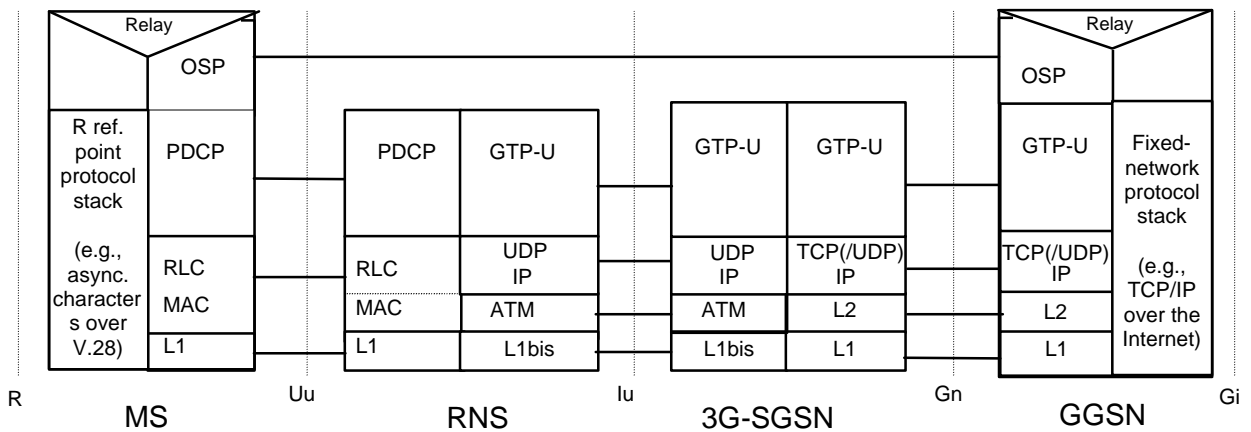 Relay
Relay
OSP
OSP
R ref.
point
protocol
stack
(e.g.,
async.
character
s over
V.28)
PDCP
RLC
MAC
L1
PDCP
RLC
MAC
L1
GTP-U
UDP
IP
ATM
L1bis
GTP-U
UDP
IP
ATM
L1bis
GTP-U
TCP(/UDP)
IP
L2
L1
GTP-U
TCP(/UDP)
IP
L2
L1
Fixed-
network
protocol
stack
(e.g.,
TCP/IP
over the
Internet)
R
Uu
Iu
Gn
Gi
MS
RNS
3G-SGSN
GGSN